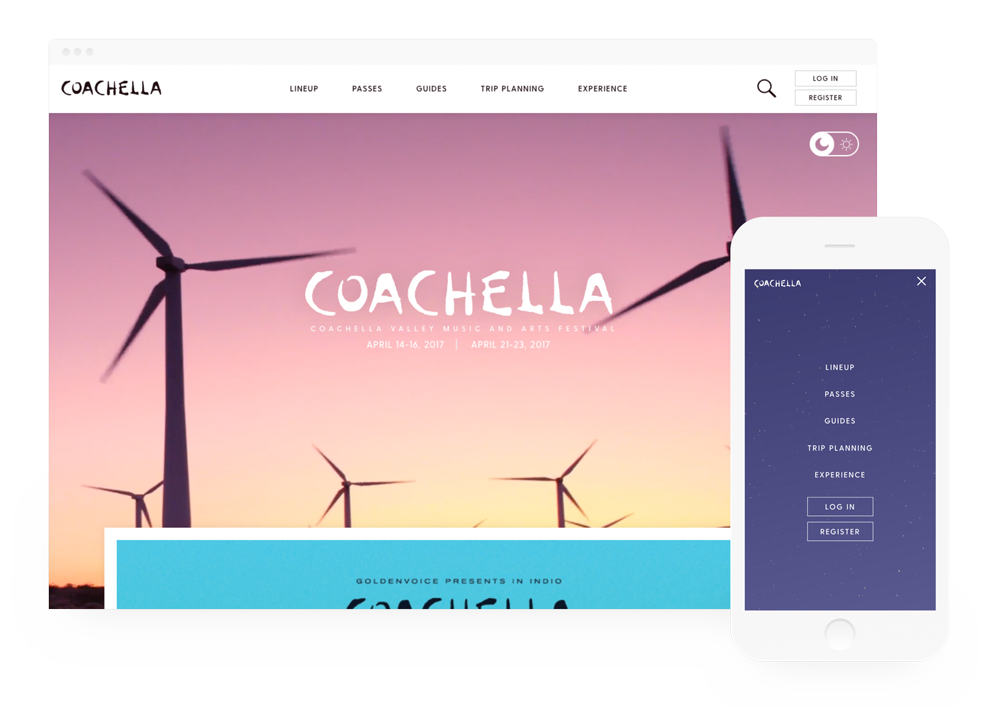 COACHELLA
LINEUP PASSES GUIDES TRIP PLANNING EXPERIENCE
LOG IN
REGISTER
COACHELLA
COACHELLA VALLEY MUSIC AND ARTS FESTIVAL
APRIL 14-16, 2017 | APRIL 21-23, 2017
GOLDENVOICE PRESENTS IN INDIO
COACHELLA
COACHELLA
LINEUP
PASSES
GUIDES
TRIP PLANNING
EXPERIENCE
LOG IN
REGISTER